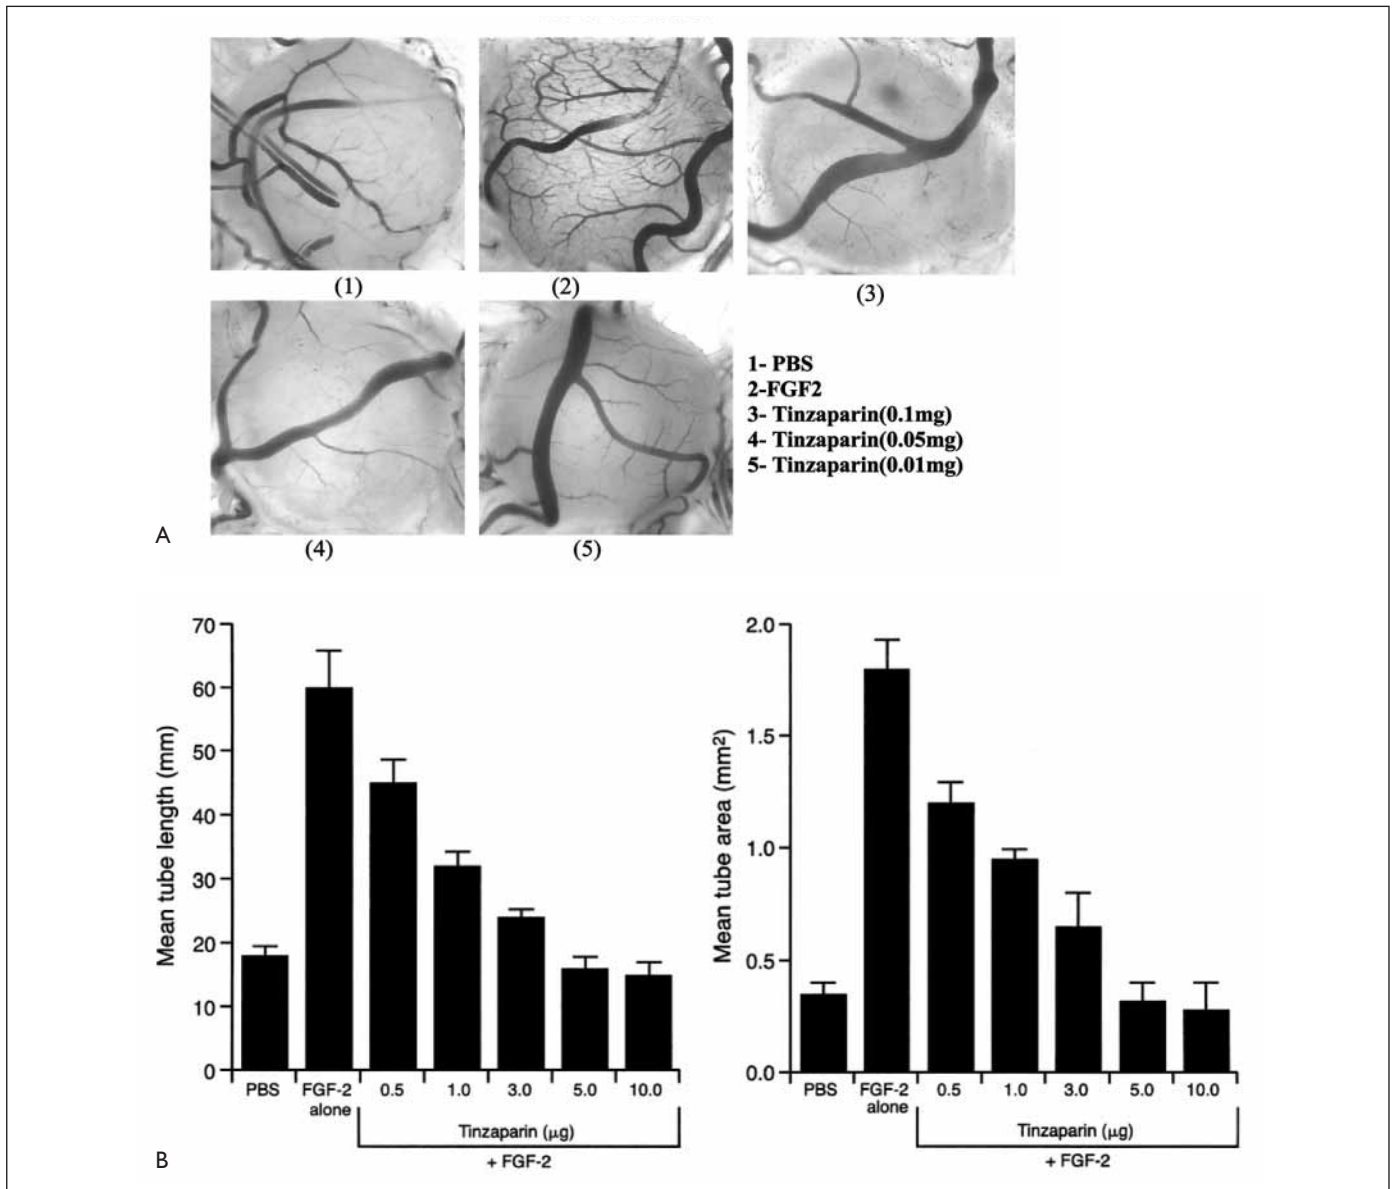 (1)
(2)
(3)
1- PBS
2-FGF2
3- Tinzaparin(0.1mg)
4- Tinzaparin(0.05mg)
5- Tinzaparin(0.01mg)
A
(4)
(5)
70
60
50
40
30
20
10
0
Mean tube length (mm)
PBS
FGF-2
alone
0.5
1.0
3.0
5.0
10.0
Tinzaparin (µg)
+ FGF-2
2.0
1.5
1.0
0.5
0.0
Mean tube area (mm²)
PBS
FGF-2
alone
0.5
1.0
3.0
5.0
10.0
Tinzaparin (µg)
+ FGF-2
B